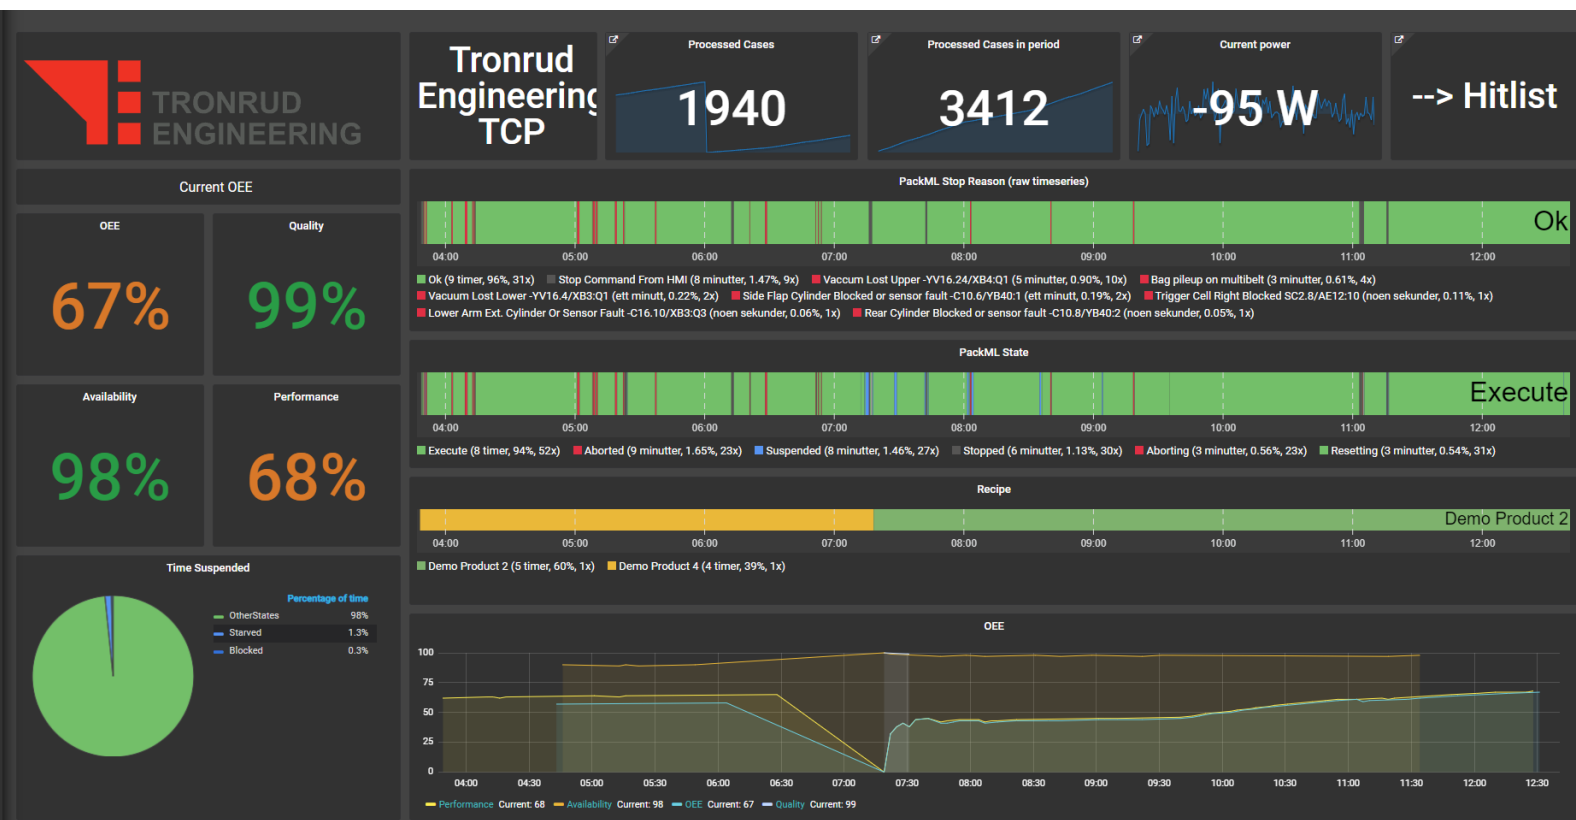 TRONRUD
ENGINEERING
Tronrud
Engineering
TCP
Processed Cases
1940
Processed Cases in period
3412
Current power
-95 W
--> Hitlist
Current OEE
OEE
67%
Quality
99%
Availability
98%
Performance
68%
Time Suspended
Percentage of time
OtherStates 98%
Starved 1.3%
Blocked 0.3%
PackML Stop Reason (raw timeseries)
Ok
04:00 05:00 06:00 07:00 08:00 09:00 10:00 11:00 12:00
Ok (9 timer, 96%, 31x) Stop Command From HMI (8 minutter, 1.47%, 9x) Vaccum Lost Upper -YV16.24/XB4:Q1 (5 minutter, 0.90%, 10x) Bag pileup on multibelt (3 minutter, 0.61%, 4x)
Vacuum Lost Lower -YV16.4/XB3:Q1 (ett minutt, 0.22%, 2x) Side Flap Cylinder Blocked or sensor fault -C10.6/YB40:1 (ett minutt, 0.19%, 2x) Trigger Cell Right Blocked SC2.8/AE12:10 (noen sekunder, 0.11%, 1x)
Lower Arm Ext. Cylinder Or Sensor Fault -C16.10/XB3:Q3 (noen sekunder, 0.06%, 1x) Rear Cylinder Blocked or sensor fault -C10.8/YB40:2 (noen sekunder, 0.05%, 1x)
PackML State
Execute
04:00 05:00 06:00 07:00 08:00 09:00 10:00 11:00 12:00
Execute (8 timer, 94%, 52x) Aborted (9 minutter, 1.65%, 23x) Suspended (8 minutter, 1.46%, 27x) Stopped (6 minutter, 1.13%, 30x) Aborting (3 minutter, 0.56%, 23x) Resetting (3 minutter, 0.54%, 31x)
Recipe
Demo Product 2
04:00 05:00 06:00 07:00 08:00 09:00 10:00 11:00 12:00
Demo Product 2 (5 timer, 60%, 1x) Demo Product 4 (4 timer, 39%, 1x)
OEE
100
75
50
25
0
04:00 04:30 05:00 05:30 06:00 06:30 07:00 07:30 08:00 08:30 09:00 09:30 10:00 10:30 11:00 11:30 12:00 12:30
Performance Current: 68 Availability Current: 98 OEE Current: 67 Quality Current: 99